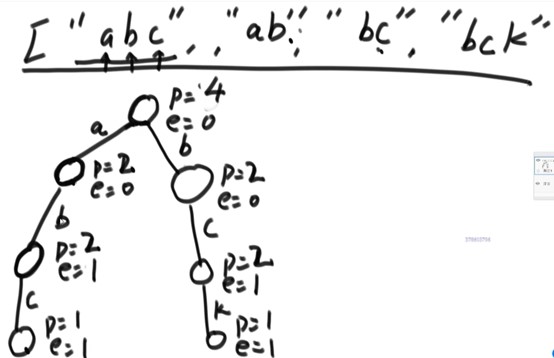 ["abc", "ab", "bc", "bck"
p=4
e=0
a
b
p=2
e=0
p=2
e=0
b
c
p=2
e=1
p=2
e=1
c
k
p=1
e=1
p=1
e=1